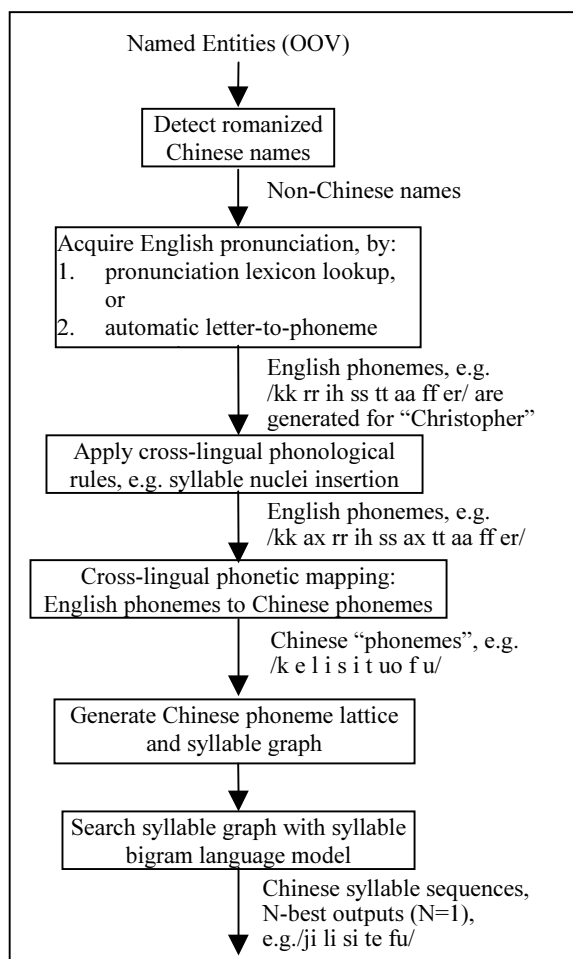 Named Entities (OOV)
Detect romanized
Chinese names
Non-Chinese names
Acquire English pronunciation, by:
1. pronunciation lexicon lookup,
or
2. automatic letter-to-phoneme
English phonemes, e.g.
/kk rr ih ss tt aa ff er/ are
generated for “Christopher”
Apply cross-lingual phonological
rules, e.g. syllable nuclei insertion
English phonemes, e.g.
/kk ax rr ih ss ax tt aa ff er/
Cross-lingual phonetic mapping:
English phonemes to Chinese phonemes
Chinese “phonemes”, e.g.
/k e l i s i t uo f u/
Generate Chinese phoneme lattice
and syllable graph
Search syllable graph with syllable
bigram language model
Chinese syllable sequences,
N-best outputs (N=1),
e.g./ji li si te fu/